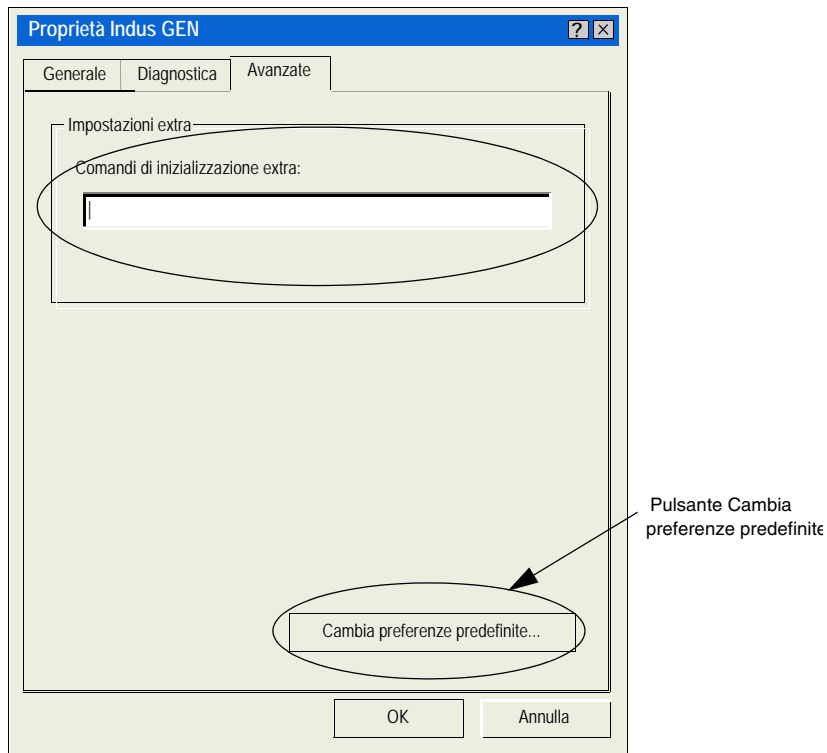 Proprietà Indus GEN
Generale Diagnostica Avanzate
Impostazioni extra
Comandi di inizializzazione extra:
Pulsante Cambia
preferenze predefinite
Cambia preferenze predefinite...
OK Annulla